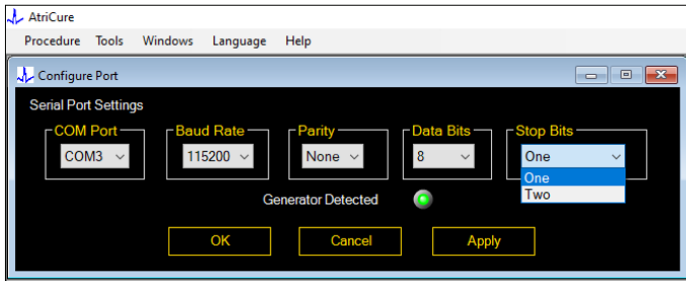 AtriCure
Procedure Tools Windows Language Help
Configure Port
Serial Port Settings
COM Port Baud Rate Parity Data Bits Stop Bits
COM3 115200 None 8 One
One
Two
Generator Detected
OK Cancel Apply